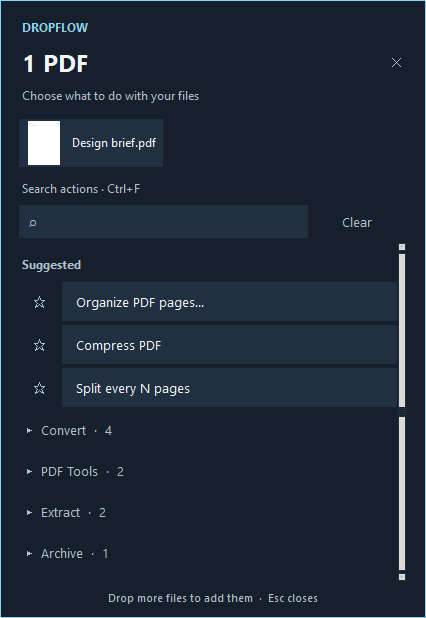 DROPFLOW
1 PDF
Choose what to do with your files
Design brief.pdf
Search actions · Ctrl+F
Clear
Suggested
Organize PDF pages...
Compress PDF
Split every N pages
Convert · 4
PDF Tools · 2
Extract · 2
Archive · 1
Drop more files to add them · Esc closes